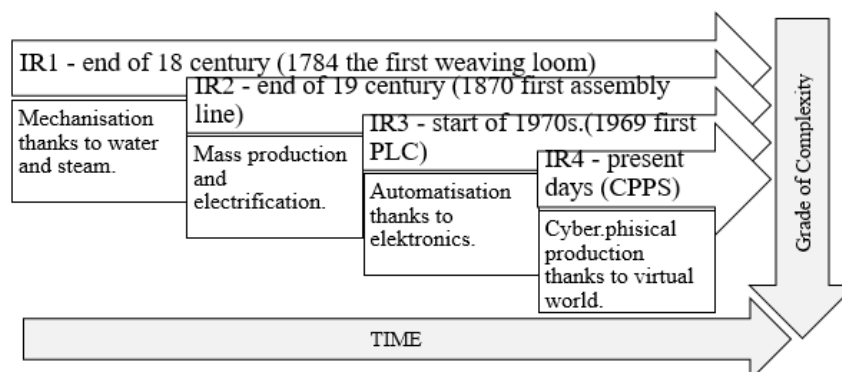 IR1 - end of 18 century (1784 the first weaving loom)
Mechanisation
thanks to water
and steam.
IR2 - end of 19 century (1870 first assembly
line)
Mass production
and
electrification.
IR3 - start of 1970s.(1969 first
PLC)
Automatisation
thanks to
elektronics.
IR4 - present
days (CPPS)
Cyber.phisical
production
thanks to virtual
world.
Grade of Complexity
TIME